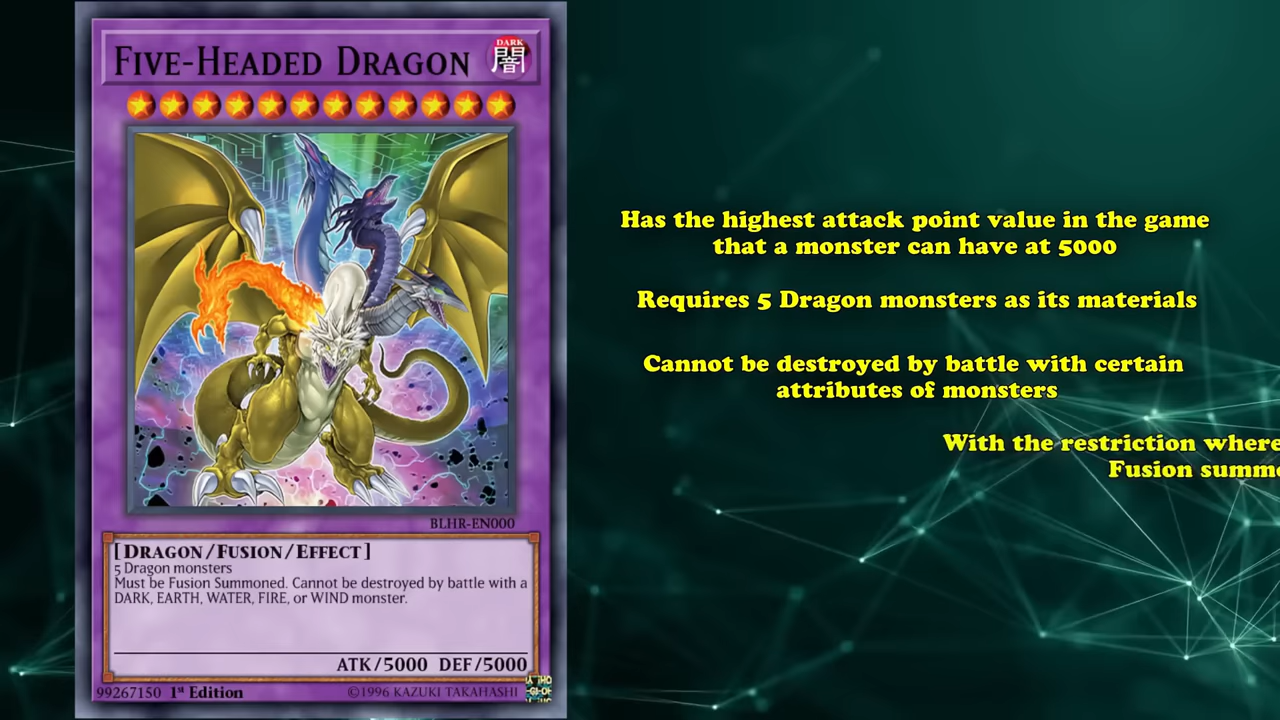 Five-Headed Dragon
DARK
闇
BLHR-EN000
[Dragon/Fusion/Effect]
5 Dragon monsters
Must be Fusion Summoned. Cannot be destroyed by battle with a
DARK, EARTH, WATER, FIRE, or WIND monster.
ATK/5000 DEF/5000
99267150 1st Edition
©1996 KAZUKI TAKAHASHI
Has the highest attack point value in the game
that a monster can have at 5000
Requires 5 Dragon monsters as its materials
Cannot be destroyed by battle with certain
attributes of monsters
With the restriction where
Fusion